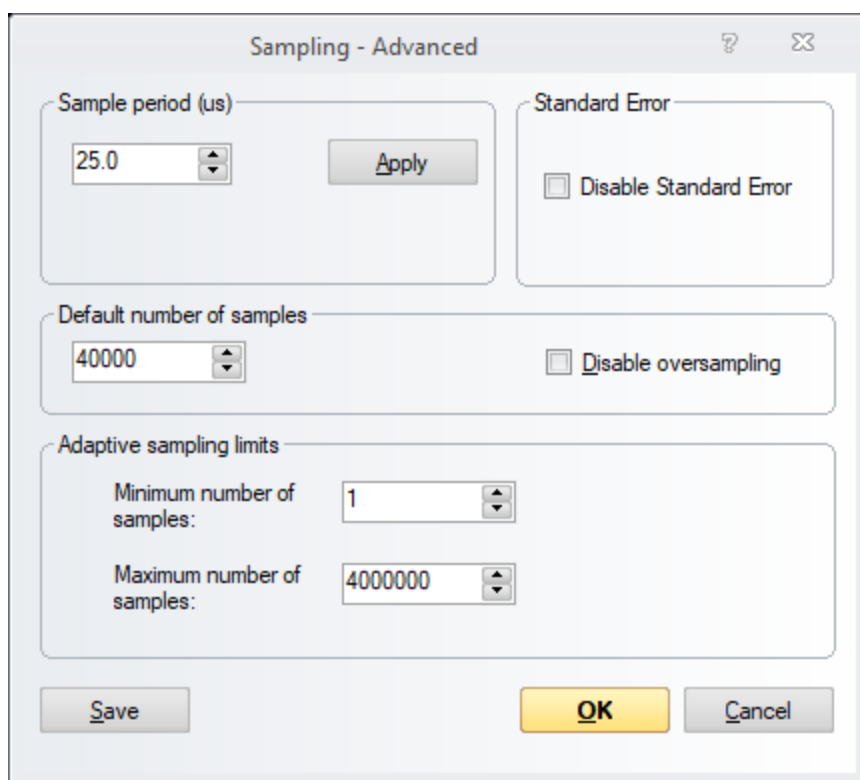 Sampling - Advanced
Sample period (us)
25.0
Apply
Standard Error
Disable Standard Error
Default number of samples
40000
Disable oversampling
Adaptive sampling limits
Minimum number of
samples:
1
Maximum number of
samples:
4000000
Save
OK
Cancel